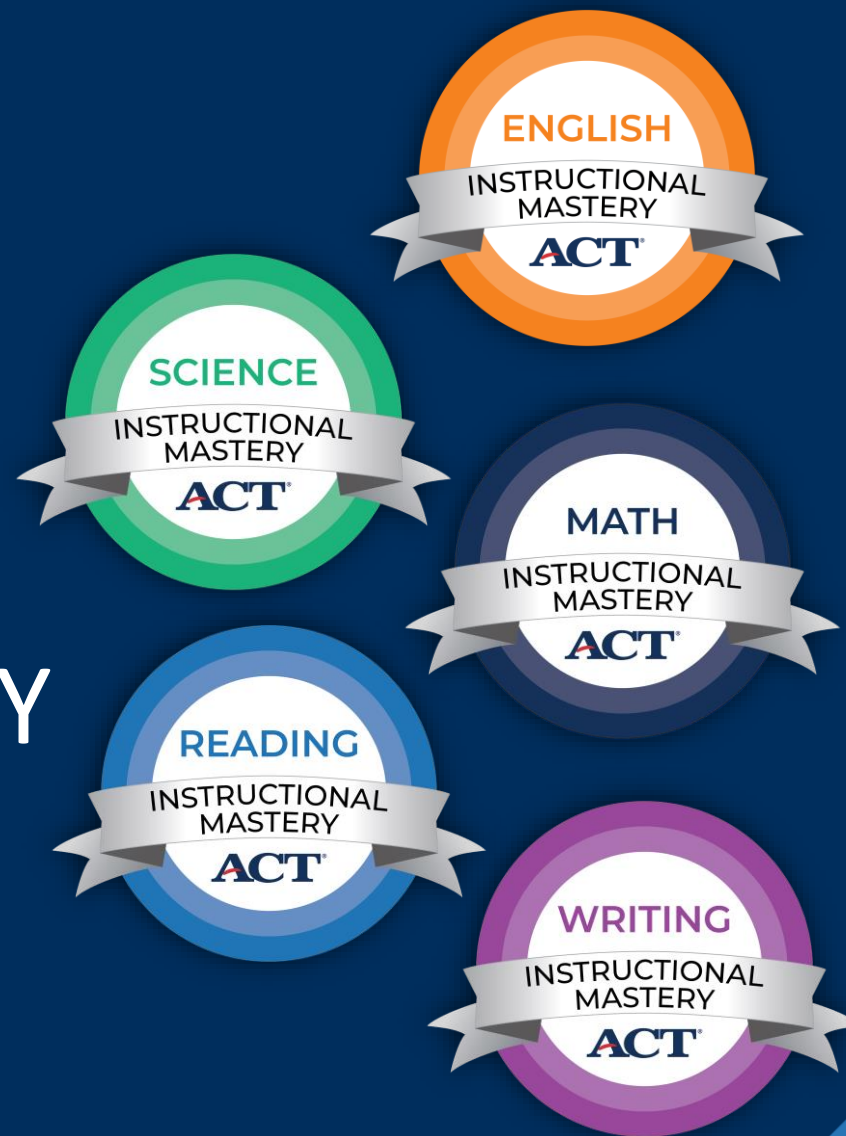 ENGLISH
INSTRUCTIONAL
MASTERY
ACT®
SCIENCE
INSTRUCTIONAL
MASTERY
ACT®
MATH
INSTRUCTIONAL
MASTERY
ACT®
Y
READING
INSTRUCTIONAL
MASTERY
ACT®
WRITING
INSTRUCTIONAL
MASTERY
ACT®